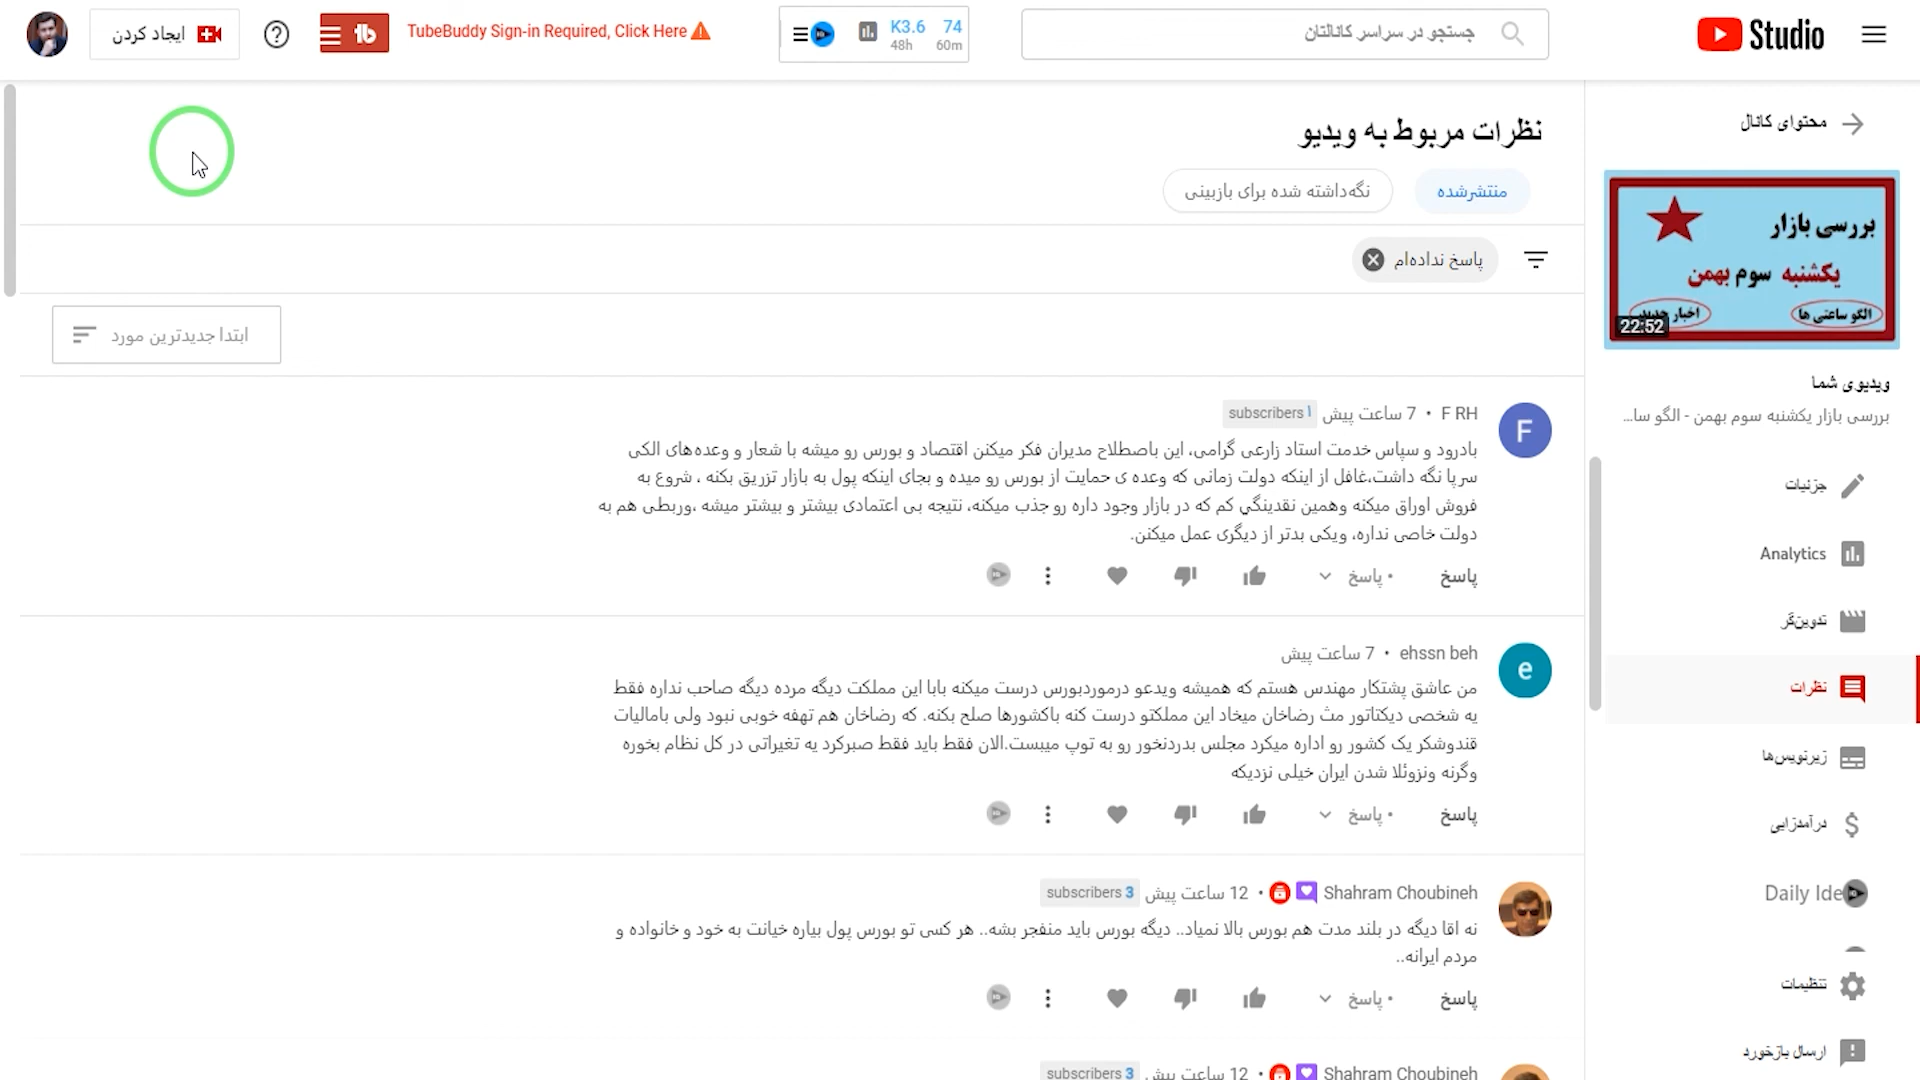 Studio
جستجو در سراسر کانالتان
K3.6 74
48h 60m
TubeBuddy Sign-in Required, Click Here
tb
ایجاد کردن
محتوای کانال
بررسی بازار
یکشنبه سوم بهمن
الگو ساعتی ها
اخبار جدید
22:52
ویدیوی شما
بررسی بازار یکشنبه سوم بهمن - الگو سا...
جزئیات
Analytics
تدوین‌گر
نظرات
زیرنویس‌ها
درآمدزایی
Daily Ide
تنظیمات
ارسال بازخورد
نظرات مربوط به ویدیو
منتشرشده
نگه‌داشته شده برای بازبینی
پاسخ نداده‌ام
ابتدا جدیدترین مورد
F
F RH • 7 ساعت پیش subscribers ۱
بادرود و سپاس خدمت استاد زارعی گرامی، این باصطلاح مدیران فکر میکنن اقتصاد و بورس رو میشه با شعار و وعده‌های الکی
سرپا نگه داشت،غافل از اینکه دولت زمانی که وعده ی حمایت از بورس رو میده و بجای اینکه پول به بازار تزریق بکنه ، شروع به
فروش اوراق میکنه وهمین نقدینگي کم که در بازار وجود داره رو جذب میکنه، نتیجه بی اعتمادی بیشتر و بیشتر میشه ،وربطی هم به
دولت خاصی نداره، ویکی بدتر از دیگری عمل میکنن.
پاسخ • پاسخ
e
ehssn beh • 7 ساعت پیش
من عاشق پشتکار مهندس هستم که همیشه ویدعو درموردبورس درست میکنه بابا این مملکت دیگه مرده دیگه صاحب نداره فقط
یه شخصی دیکتاتور مث رضاخان میخاد این مملکتو درست کنه باکشورها صلح بکنه. که رضاخان هم تهفه خوبی نبود ولی بامالیات
قندوشکر یک کشور رو اداره میکرد مجلس بدردنخور رو به توپ میبست.الان فقط باید فقط صبرکرد یه تغیراتی در کل نظام بخوره
وگرنه ونزوئلا شدن ایران خیلی نزدیکه
پاسخ • پاسخ
Shahram Choubineh • 12 ساعت پیش subscribers 3
نه اقا دیگه در بلند مدت هم بورس بالا نمیاد.. دیگه بورس باید منفجر بشه.. هر کسی تو بورس پول بیاره خیانت به خود و خانواده و
مردم ایرانه..
پاسخ • پاسخ
Shahram Choubineh • 12 ساعت پیش subscribers 3